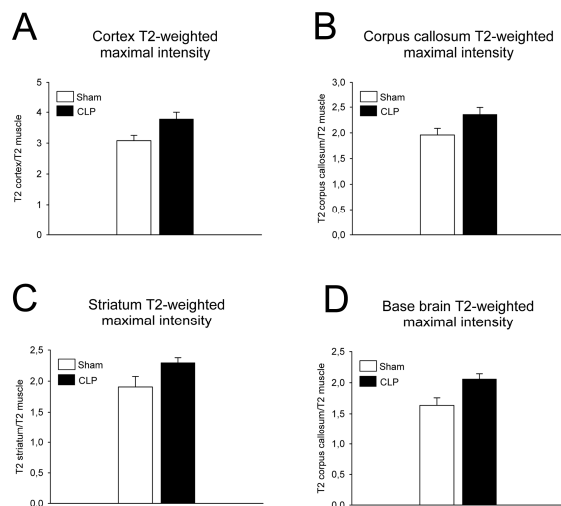 A
Cortex T2-weighted
maximal intensity
5
4
3
2
1
0
T2 cortex/T2 muscle
Sham
CLP
B
Corpus callosum T2-weighted
maximal intensity
3,0
2,5
2,0
1,5
1,0
0,5
0,0
T2 corpus callosum/T2 muscle
Sham
CLP
C
Striatum T2-weighted
maximal intensity
2,5
2,0
1,5
1,0
0,5
0,0
T2 striatum/T2 muscle
Sham
CLP
D
Base brain T2-weighted
maximal intensity
2,5
2,0
1,5
1,0
0,5
0,0
T2 corpus callosum/T2 muscle
Sham
CLP